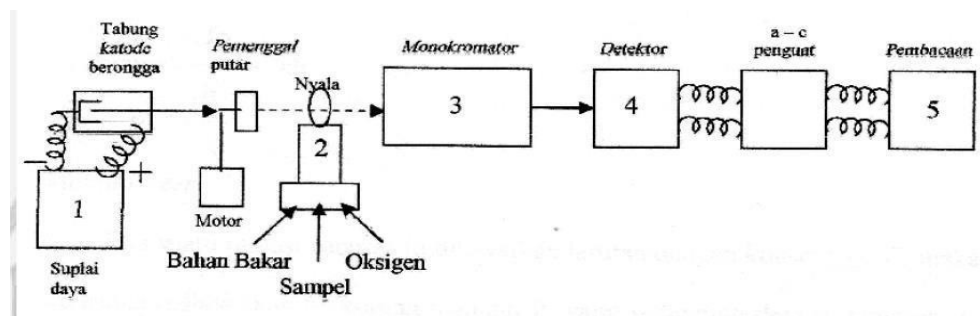 Tabung
katode
berongga
Pemenggal
putar
Nyala
Monokromator
Detektor
a – c
penguat
Pembacaan
1
2
3
4
5
–
+
Suplai
daya
Motor
Bahan Bakar
Oksigen
Sampel